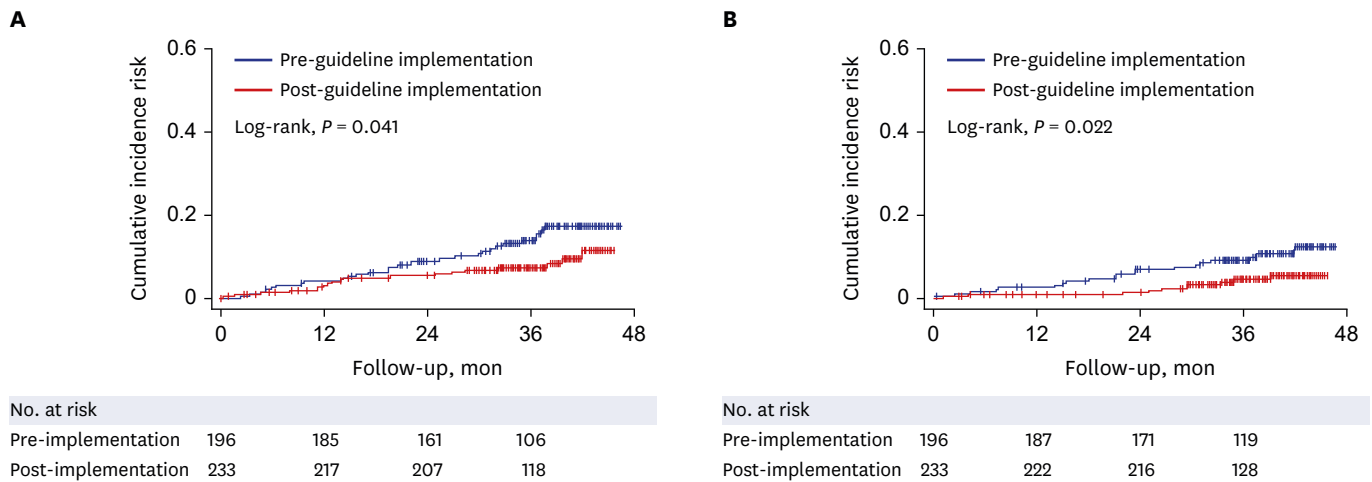 A
Cumulative incidence risk
0.6
0.4
0.2
0
Pre-guideline implementation
Post-guideline implementation
Log-rank, P = 0.041
0 12 24 36 48
Follow-up, mon
No. at risk
Pre-implementation 196 185 161 106
Post-implementation 233 217 207 118
B
Cumulative incidence risk
0.6
0.4
0.2
0
Pre-guideline implementation
Post-guideline implementation
Log-rank, P = 0.022
0 12 24 36 48
Follow-up, mon
No. at risk
Pre-implementation 196 187 171 119
Post-implementation 233 222 216 128